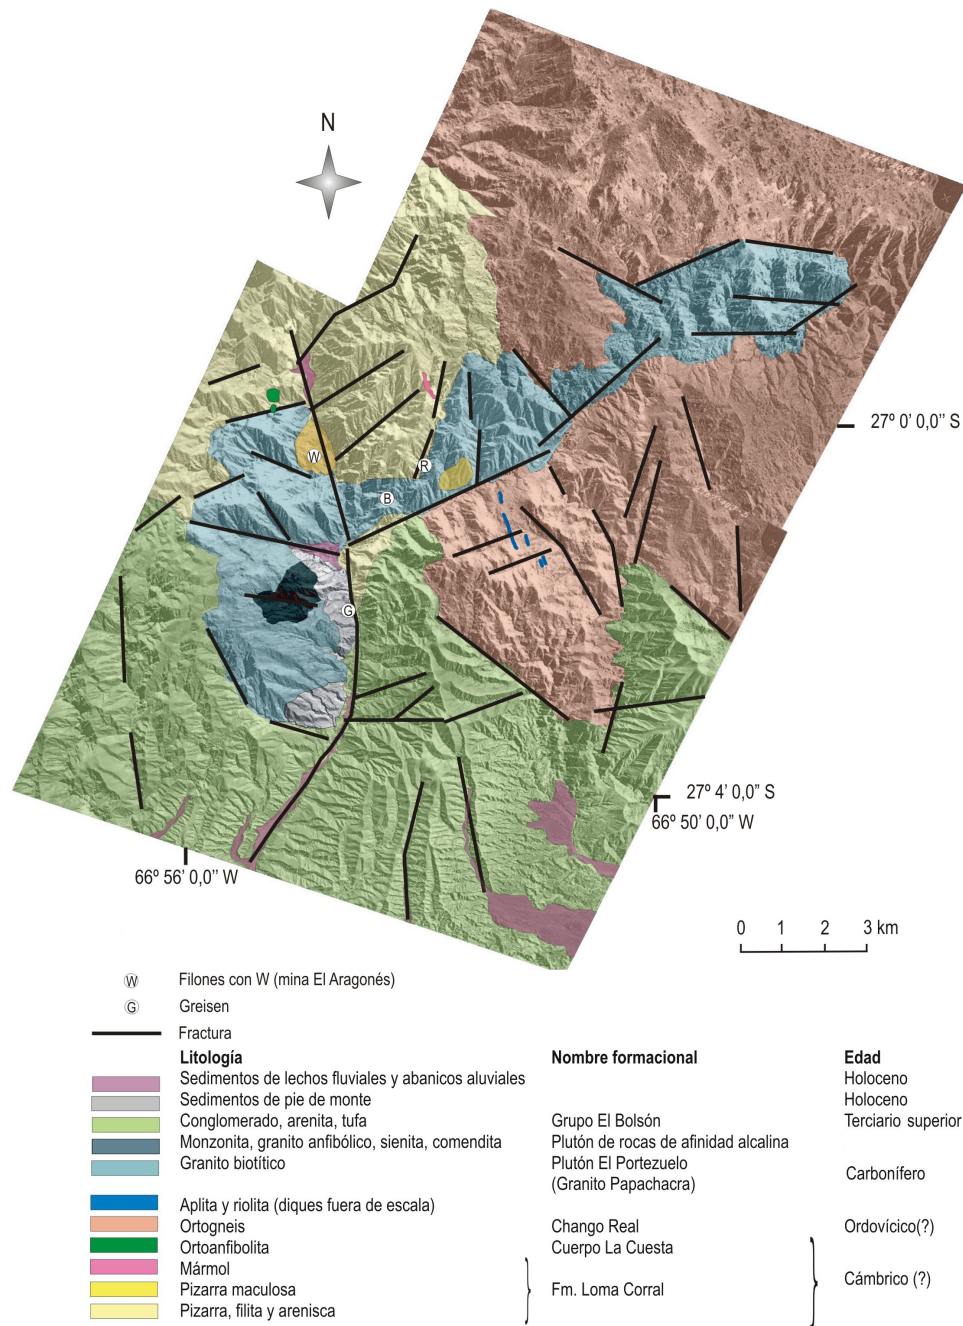 N
27º 0’ 0,0’’ S
W
R
B
G
27º 4’ 0,0” S
66º 50’ 0,0” W
66º 56’ 0,0’’ W
0 1 2 3 km
W Filones con W (mina El Aragonés)
G Greisen
Fractura
Litología Nombre formacional Edad
Sedimentos de lechos fluviales y abanicos aluviales Holoceno
Sedimentos de pie de monte Holoceno
Conglomerado, arenita, tufa Grupo El Bolsón Terciario superior
Monzonita, granito anfibólico, sienita, comendita Plutón de rocas de afinidad alcalina
Granito biotítico Plutón El Portezuelo
(Granito Papachacra) Carbonífero
Aplita y riolita (diques fuera de escala)
Ortogneis Chango Real Ordovícico(?)
Ortoanfibolita Cuerpo La Cuesta
Mármol Cámbrico (?)
Pizarra maculosa Fm. Loma Corral
Pizarra, filita y arenisca